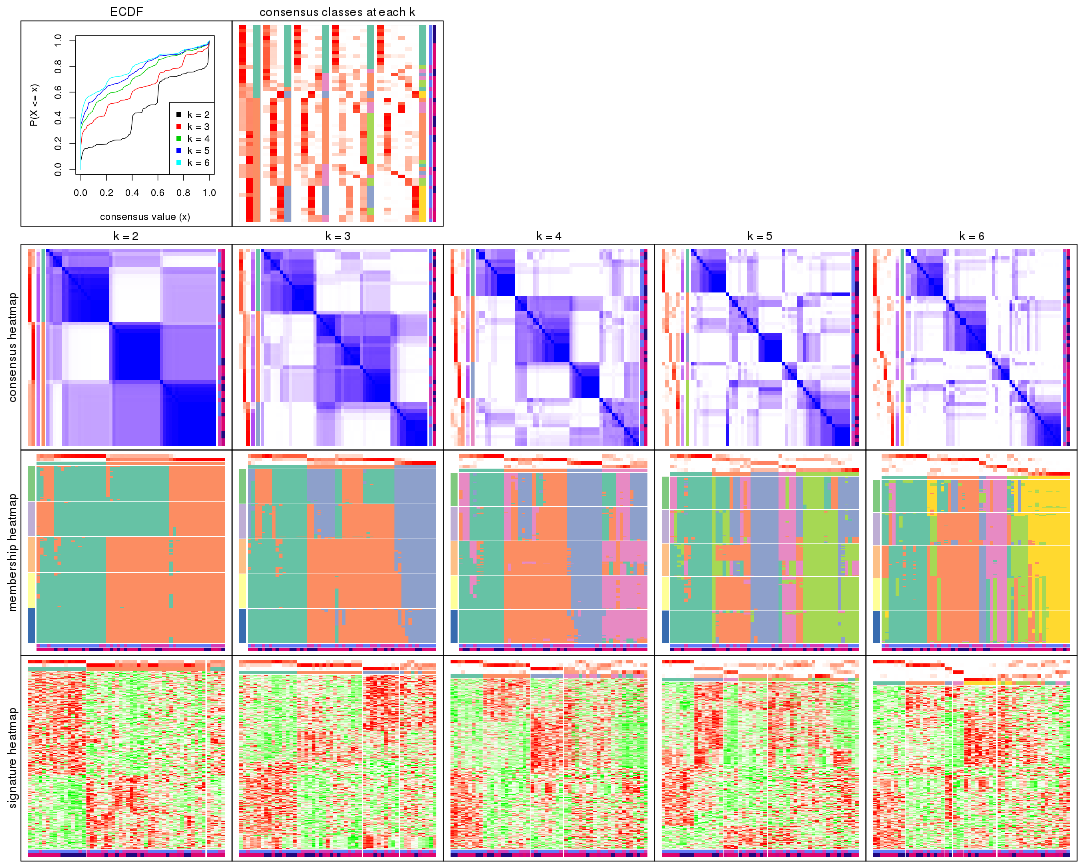 ECDF
consensus classes at each k
P(X <= x)
0.0 0.2 0.4 0.6 0.8 1.0
k = 2
k = 3
k = 4
k = 5
k = 6
0.0 0.2 0.4 0.6 0.8 1.0
consensus value (x)
k = 2
k = 3
k = 4
k = 5
k = 6
consensus heatmap
membership heatmap
signature heatmap